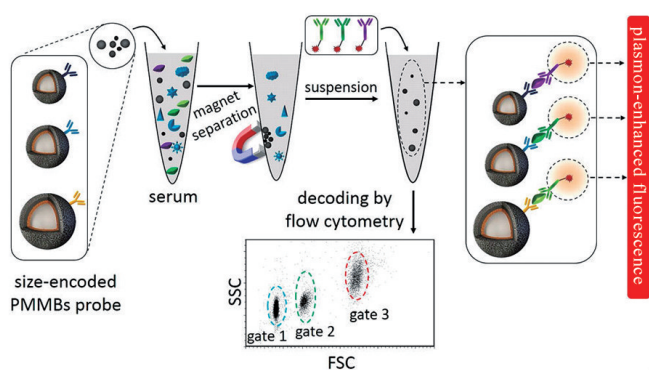 size-encoded
PMMBs probe
serum
magnet
separation
suspension
decoding by
flow cytometry
SSC
gate 1
gate 2
gate 3
FSC
plasmon-enhanced fluorescence